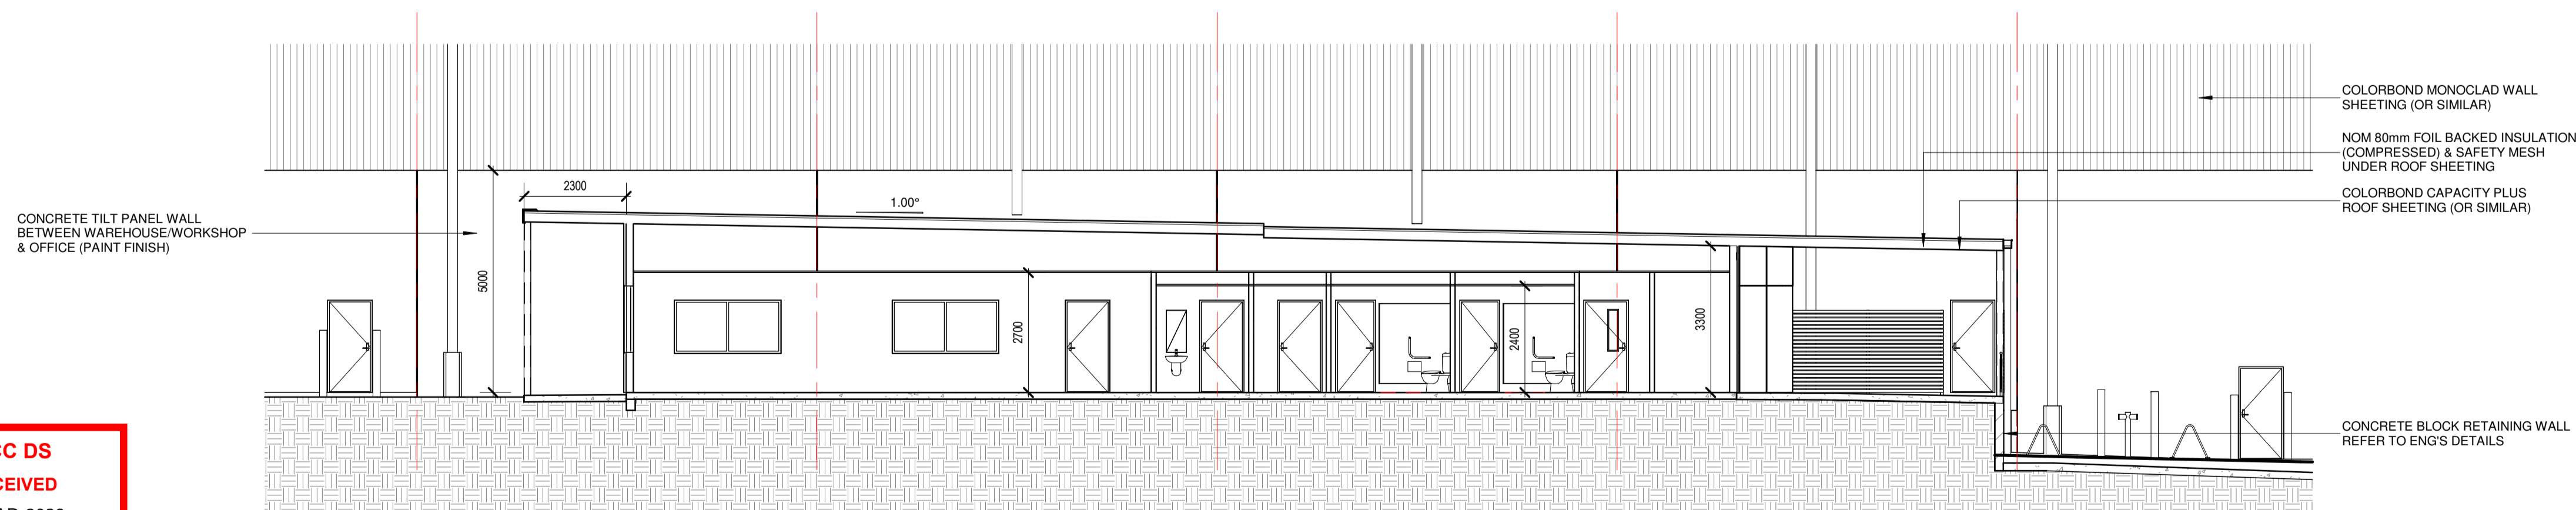 COLORBOND MONOCLAD WALL
SHEETING (OR SIMILAR)
NOM 80mm FOIL BACKED INSULATION
(COMPRESSED) & SAFETY MESH
UNDER ROOF SHEETING
COLORBOND CAPACITY PLUS
ROOF SHEETING (OR SIMILAR)
2300
1.00°
CONCRETE TILT PANEL WALL
BETWEEN WAREHOUSE/WORKSHOP
& OFFICE (PAINT FINISH)
5000
2700
2400
3300
CONCRETE BLOCK RETAINING WALL
REFER TO ENG'S DETAILS
DS